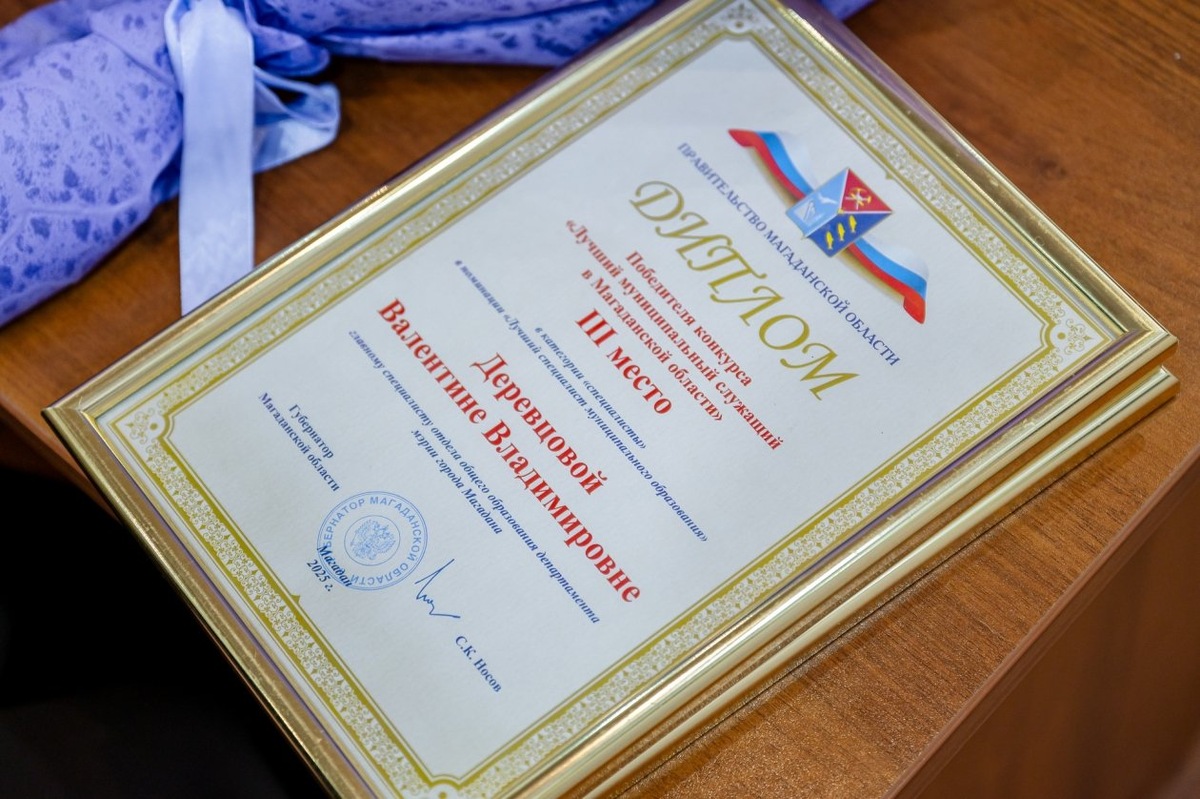 ПРАВИТЕЛЬСТВО МАГАДАНСКОЙ ОБЛАСТИ
ДИПЛОМ
Победителя конкурса
«Лучший муниципальный служащий
в Магаданской области»
III место
в категории «специалисты»
в номинации «Лучший специалист муниципального образования»
Деревцовой
Валентине Владимировне
главному специалисту отдела общего образования департамента
мэрии города Магадана
Губернатор
Магаданской области
ГУБЕРНАТОР МАГАДАНСКОЙ ОБЛАСТИ
С.К. Носов
Магадан
2025 г.